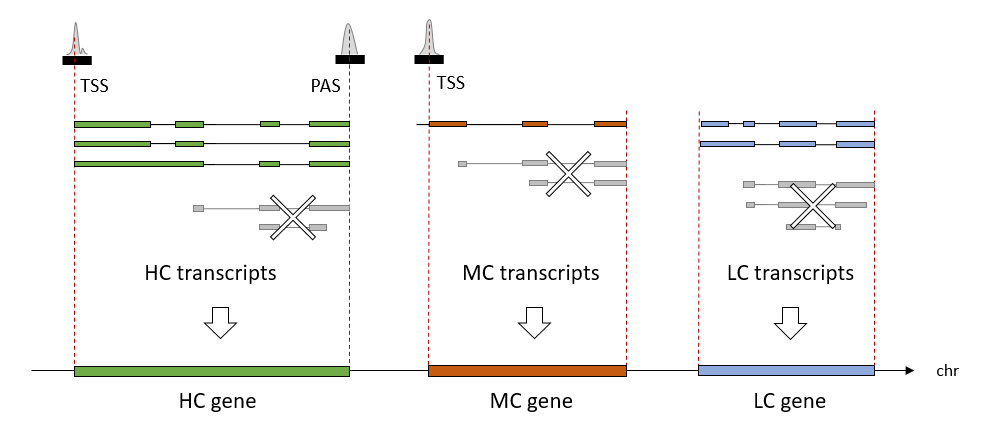 TSS
PAS
TSS
HC transcripts
MC transcripts
LC transcripts
chr
HC gene
MC gene
LC gene